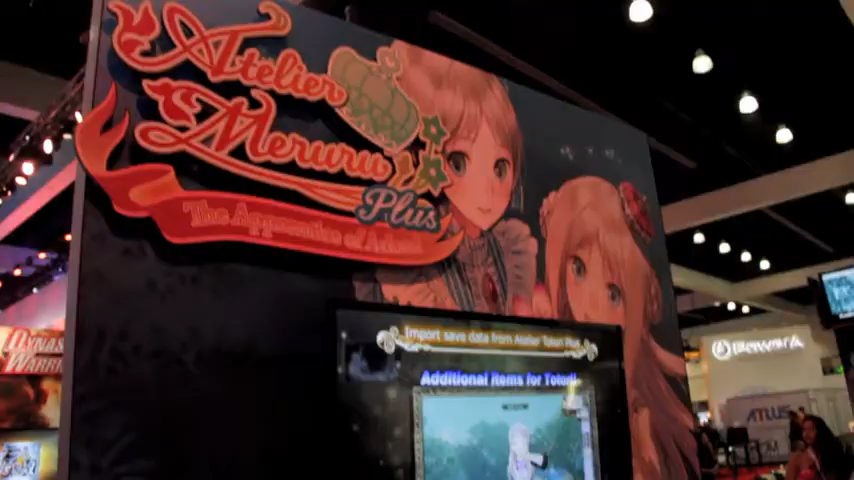 Atelier
Meruru
Plus
The Apprentice of Arland
Import save data from Atelier Totori Plus
Additional items for Totori!
DYNASTY
WARRIORS
POWER A
ATLUS